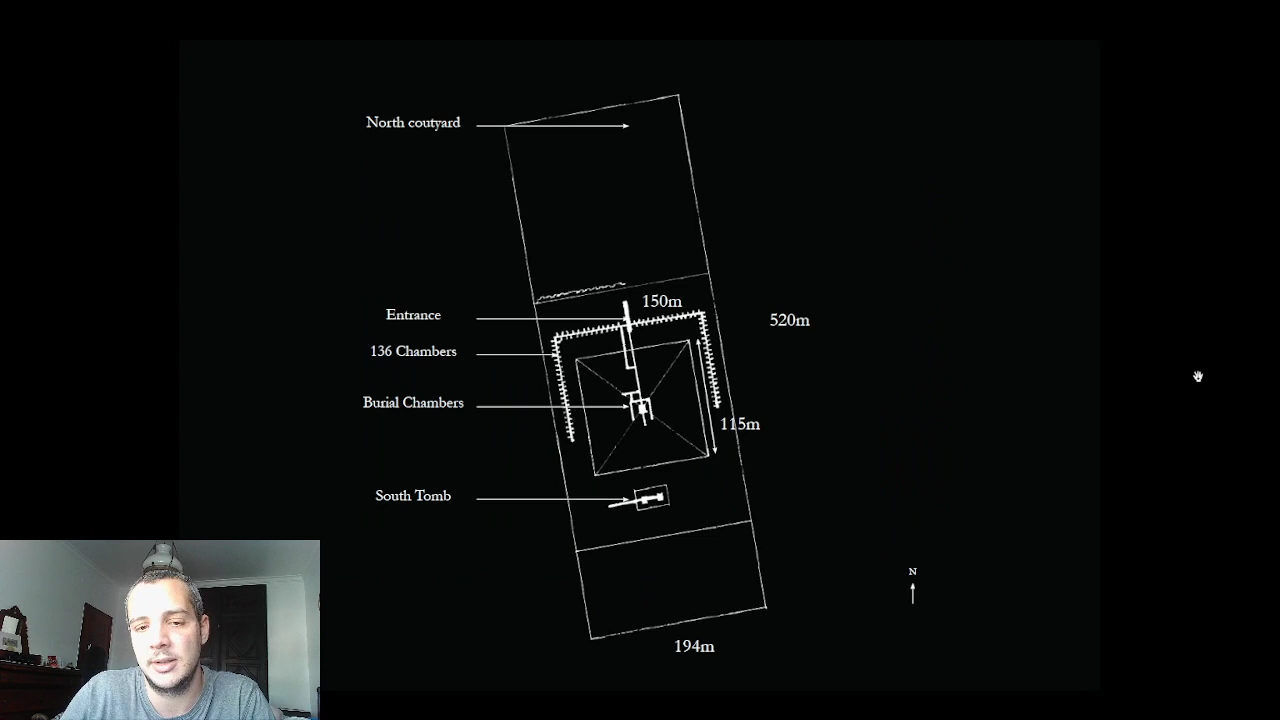 North coutyard
Entrance
150m
520m
136 Chambers
Burial Chambers
115m
South Tomb
N
194m